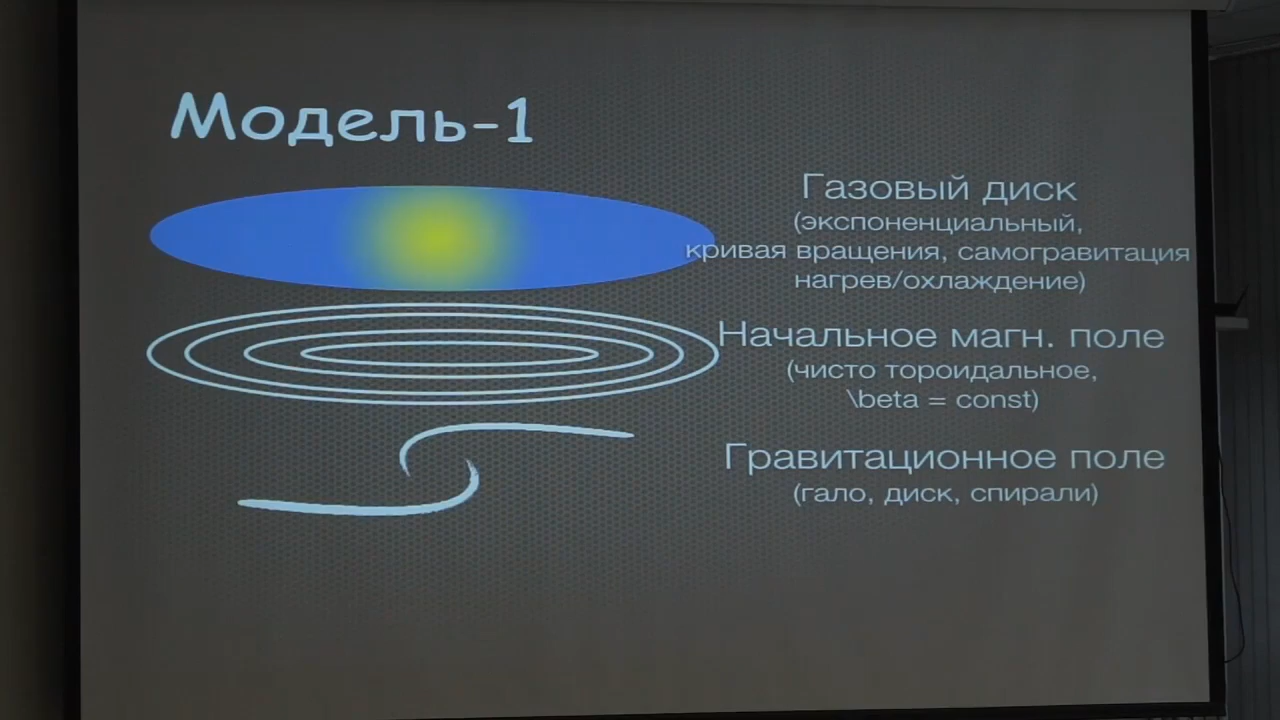 Модель-1
Газовый диск
(экспоненциальный,
кривая вращения, самогравитация
нагрев/охлаждение)
Начальное магн. поле
(чисто тороидальное,
\beta = const)
Гравитационное поле
(гало, диск, спирали)